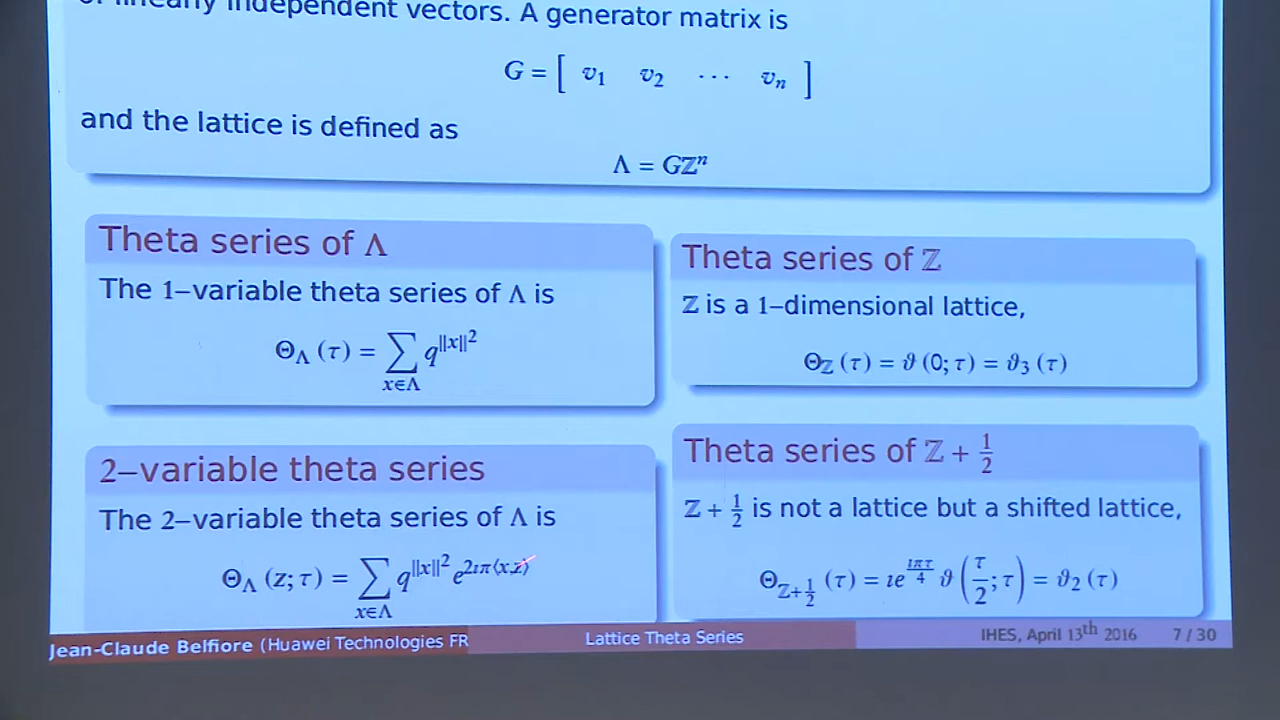 of linearly independent vectors. A generator matrix is
G = [ v₁ v₂ ⋯ vₙ ]
and the lattice is defined as
Λ = Gℤⁿ
Theta series of Λ
The 1–variable theta series of Λ is
Θ_Λ (τ) = ∑_{x∈Λ} q^{||x||²}
2–variable theta series
The 2–variable theta series of Λ is
Θ_Λ (z; τ) = ∑_{x∈Λ} q^{||x||²} e^{2ıπ⟨x,z⟩}
Theta series of ℤ
ℤ is a 1–dimensional lattice,
Θ_ℤ (τ) = ϑ (0; τ) = ϑ₃ (τ)
Theta series of ℤ + 1/2
ℤ + 1/2 is not a lattice but a shifted lattice,
Θ_{ℤ+1/2} (τ) = ıe^{ıπτ/4} ϑ (τ/2; τ) = ϑ₂ (τ)
Jean-Claude Belfiore (Huawei Technologies FR
Lattice Theta Series
IHES, April 13th 2016 7 / 30